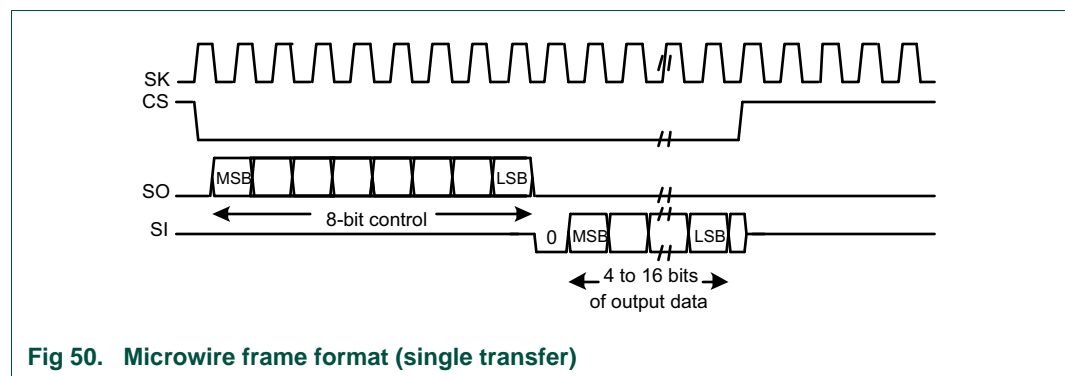 SK
CS
SO
MSB
LSB
8-bit control
SI
0
MSB
LSB
4 to 16 bits
of output data
Fig 50. Microwire frame format (single transfer)